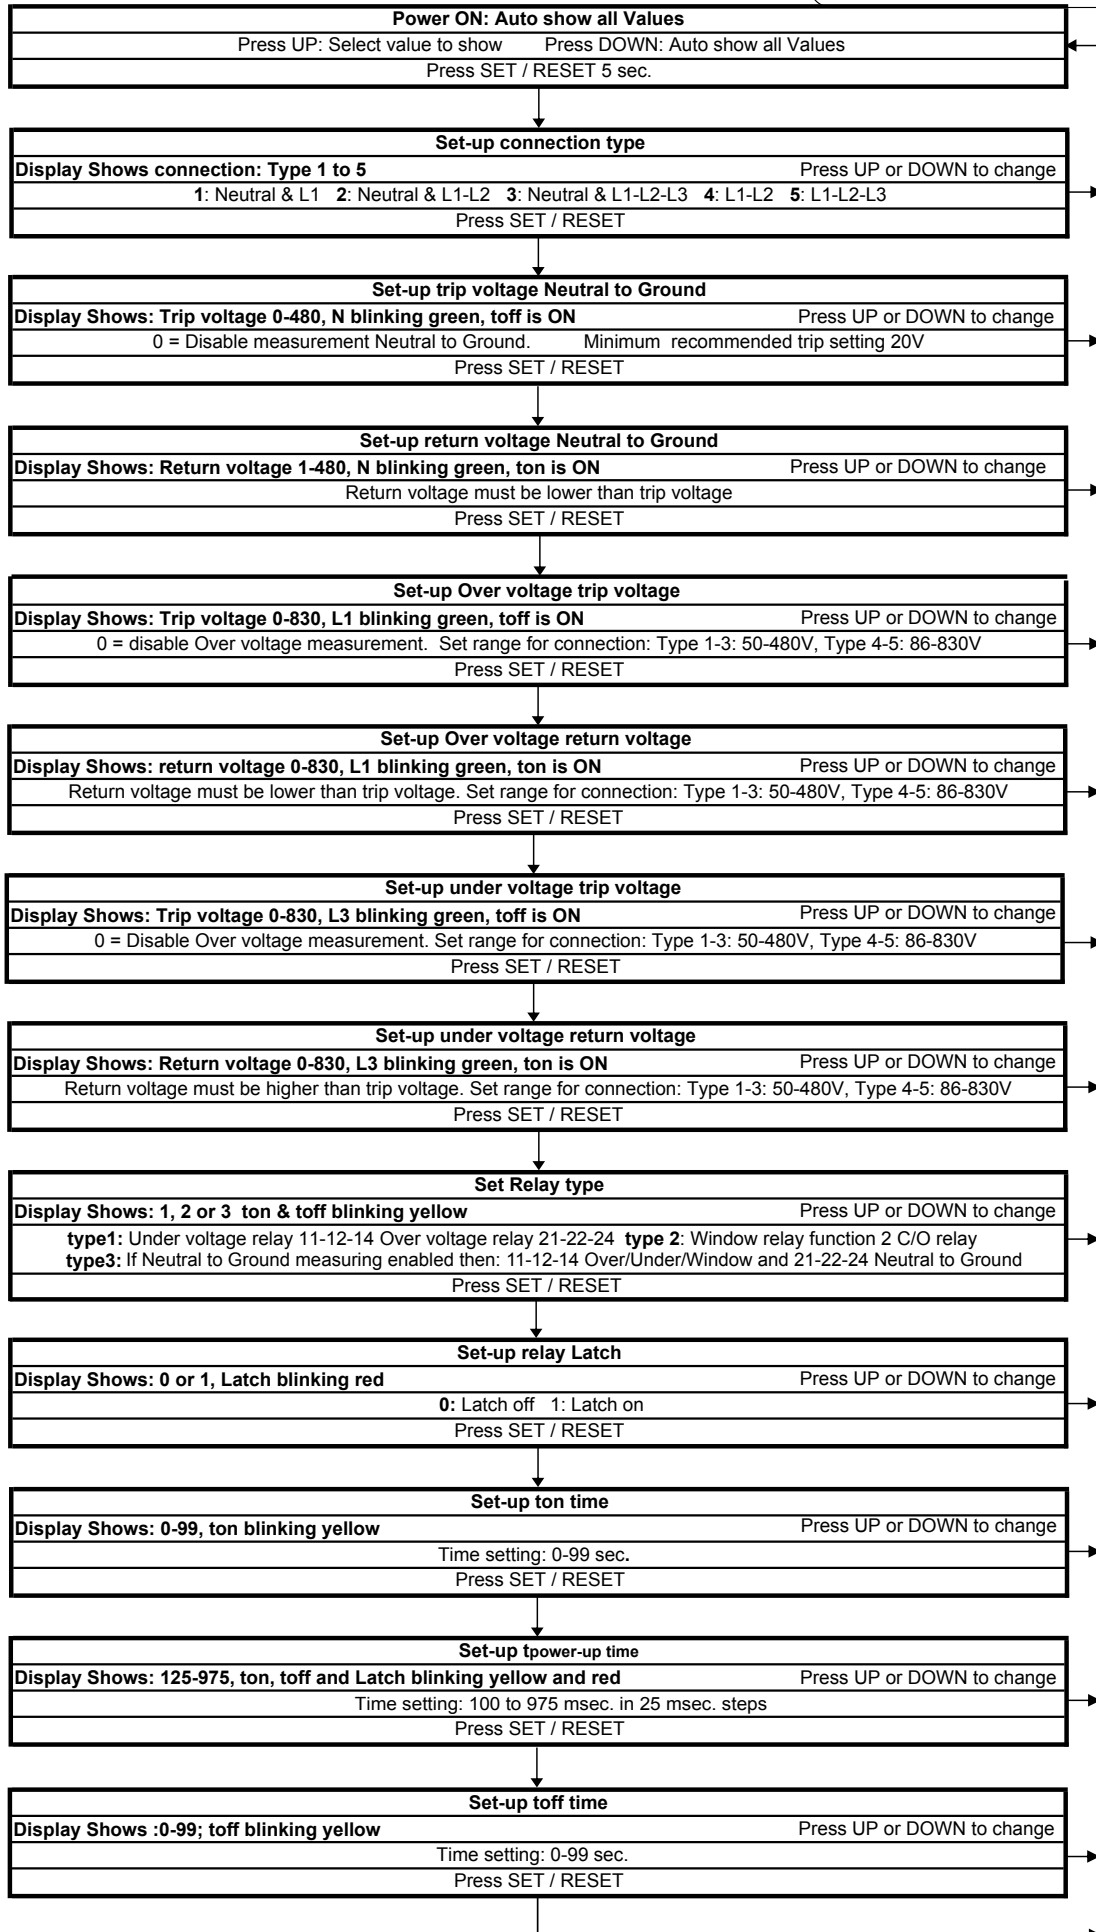 Power ON: Auto show all Values
Press UP: Select value to show Press DOWN: Auto show all Values
Press SET / RESET 5 sec.
Set-up connection type
Display Shows connection: Type 1 to 5 Press UP or DOWN to change
1: Neutral & L1 2: Neutral & L1-L2 3: Neutral & L1-L2-L3 4: L1-L2 5: L1-L2-L3
Press SET / RESET
Set-up trip voltage Neutral to Ground
Display Shows: Trip voltage 0-480, N blinking green, toff is ON Press UP or DOWN to change
0 = Disable measurement Neutral to Ground. Minimum recommended trip setting 20V
Press SET / RESET
Set-up return voltage Neutral to Ground
Display Shows: Return voltage 1-480, N blinking green, ton is ON Press UP or DOWN to change
Return voltage must be lower than trip voltage
Press SET / RESET
Set-up Over voltage trip voltage
Display Shows: Trip voltage 0-830, L1 blinking green, toff is ON Press UP or DOWN to change
0 = disable Over voltage measurement. Set range for connection: Type 1-3: 50-480V, Type 4-5: 86-830V
Press SET / RESET
Set-up Over voltage return voltage
Display Shows: return voltage 0-830, L1 blinking green, ton is ON Press UP or DOWN to change
Return voltage must be lower than trip voltage. Set range for connection: Type 1-3: 50-480V, Type 4-5: 86-830V
Press SET / RESET
Set-up under voltage trip voltage
Display Shows: Trip voltage 0-830, L3 blinking green, toff is ON Press UP or DOWN to change
0 = Disable Over voltage measurement. Set range for connection: Type 1-3: 50-480V, Type 4-5: 86-830V
Press SET / RESET
Set-up under voltage return voltage
Display Shows: Return voltage 0-830, L3 blinking green, ton is ON Press UP or DOWN to change
Return voltage must be higher than trip voltage. Set range for connection: Type 1-3: 50-480V, Type 4-5: 86-830V
Press SET / RESET
Set Relay type
Display Shows: 1, 2 or 3 ton & toff blinking yellow Press UP or DOWN to change
type1: Under voltage relay 11-12-14 Over voltage relay 21-22-24 type 2: Window relay function 2 C/O relay
type3: If Neutral to Ground measuring enabled then: 11-12-14 Over/Under/Window and 21-22-24 Neutral to Ground
Press SET / RESET
Set-up relay Latch
Display Shows: 0 or 1, Latch blinking red Press UP or DOWN to change
0: Latch off 1: Latch on
Press SET / RESET
Set-up ton time
Display Shows: 0-99, ton blinking yellow Press UP or DOWN to change
Time setting: 0-99 sec.
Press SET / RESET
Set-up tpower-up time
Display Shows: 125-975, ton, toff and Latch blinking yellow and red Press UP or DOWN to change
Time setting: 100 to 975 msec. in 25 msec. steps
Press SET / RESET
Set-up toff time
Display Shows :0-99; toff blinking yellow Press UP or DOWN to change
Time setting: 0-99 sec.
Press SET / RESET